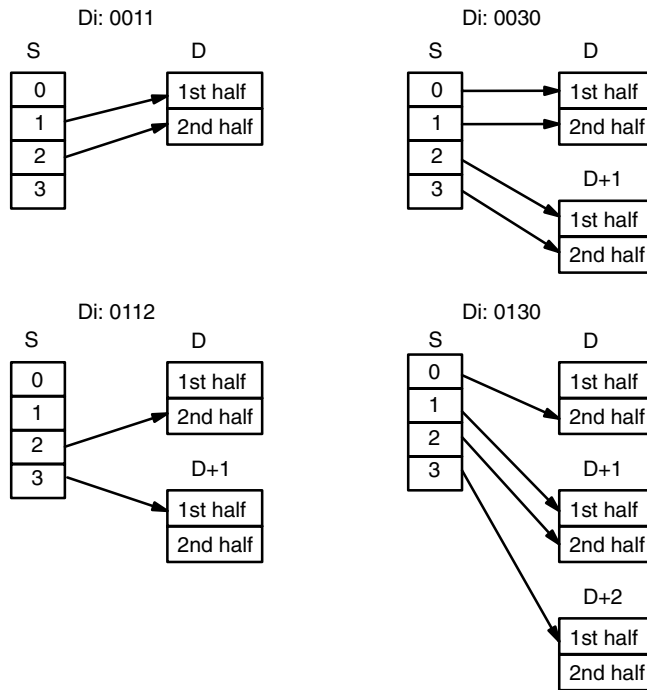 Di: 0011
S D
0 1st half
1 2nd half
2
3
Di: 0030
S D
0 1st half
1 2nd half
2
3
D+1
1st half
2nd half
Di: 0112
S D
0 1st half
1 2nd half
2
3
D+1
1st half
2nd half
Di: 0130
S D
0 1st half
1 2nd half
2
3
D+1
1st half
2nd half
D+2
1st half
2nd half